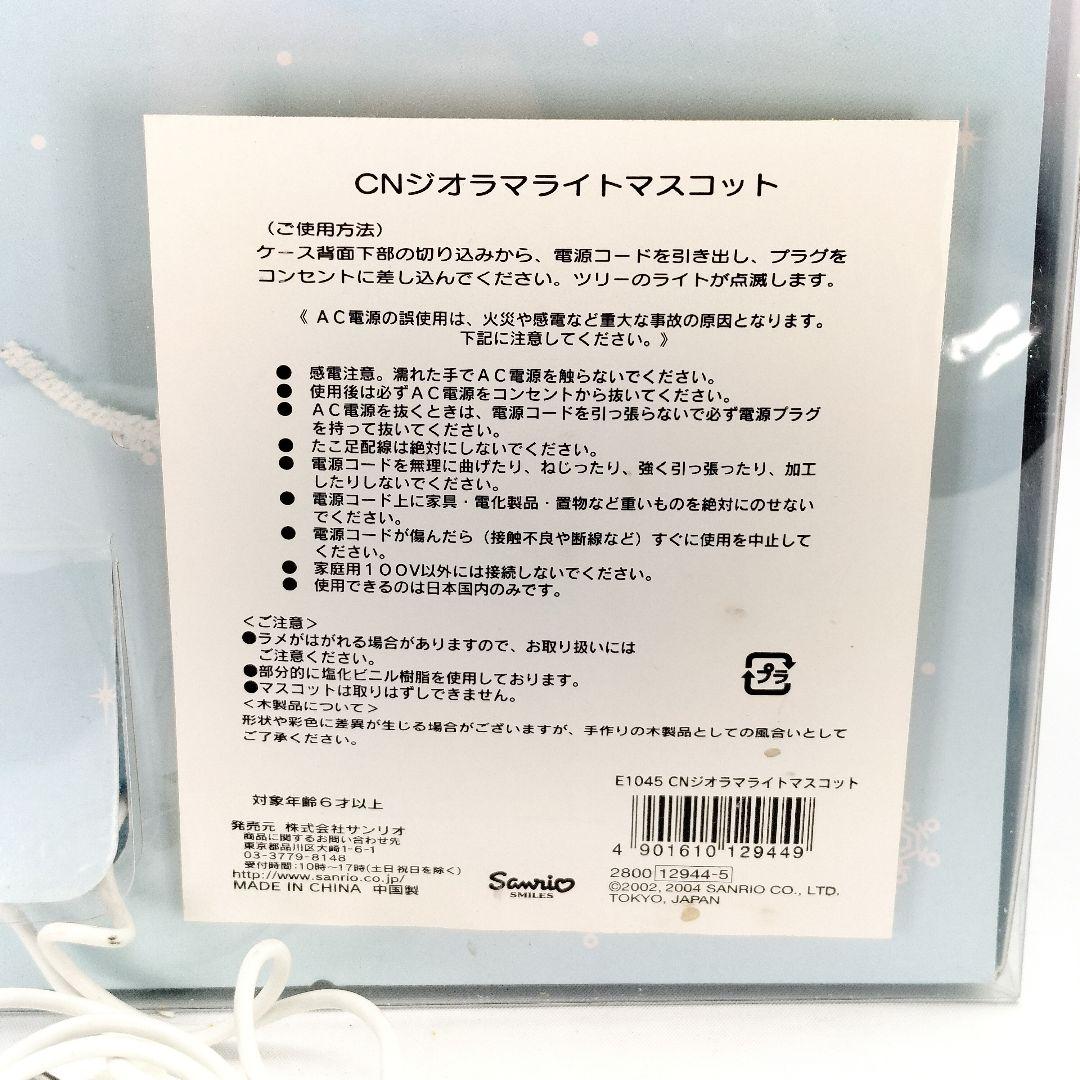 CNジオラマライトマスコット
（ご使用方法）
ケース背面下部の切り込みから、電源コードを引き出し、プラグを
コンセントに差し込んでください。ツリーのライトが点滅します。
《 AC電源の誤使用は、火災や感電など重大な事故の原因となります。
下記に注意してください。》
● 感電注意。濡れた手でAC電源を触らないでください。
● 使用後は必ずAC電源をコンセントから抜いてください。
● AC電源を抜くときは、電源コードを引っ張らないで必ず電源プラグ
を持って抜いてください。
● たこ足配線は絶対にしないでください。
● 電源コードを無理に曲げたり、ねじったり、強く引っ張ったり、加工
したりしないでください。
● 電源コード上に家具・電化製品・置物など重いものを絶対にのせない
でください。
● 電源コードが傷んだら（接触不良や断線など）すぐに使用を中止して
ください。
● 家庭用100V以外には接続しないでください。
● 使用できるのは日本国内のみです。
＜ご注意＞
●ラメがはがれる場合がありますので、お取り扱いには
ご注意ください。
●部分的に塩化ビニル樹脂を使用しております。
●マスコットは取りはずしできません。
＜木製品について＞
形状や彩色に差異が生じる場合がございますが、手作りの木製品としての風合いとして
ご了承ください。
プラ
E1045 CNジオラマライトマスコット
4 901610 129449
2800 12944-5
©2002, 2004 SANRIO CO., LTD.
TOKYO, JAPAN
対象年齢6才以上
発売元 株式会社サンリオ
商品に関するお問い合わせ先
東京都品川区大崎1-6-1
03-3779-8148
受付時間：10時～17時(土日祝日を除く)
http://www.sanrio.co.jp/
MADE IN CHINA 中国製
Sanrio
SMILES